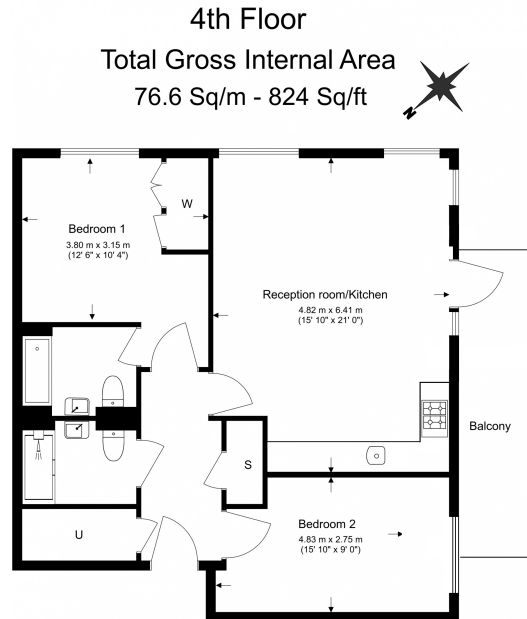 4th Floor
Total Gross Internal Area
76.6 Sq/m - 824 Sq/ft
N
W
Bedroom 1
3.80 m x 3.15 m
(12' 6" x 10' 4")
Reception room/Kitchen
4.82 m x 6.41 m
(15' 10" x 21' 0")
Balcony
S
U
Bedroom 2
4.83 m x 2.75 m
(15' 10" x 9' 0")